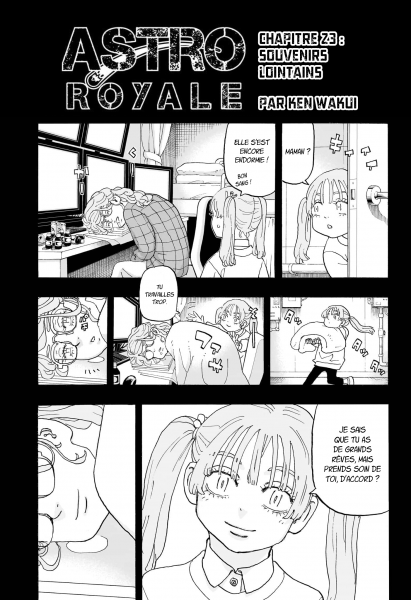 ASTRO
ROYALE
CHAPITRE 23 :
SOUVENIRS
LOINTAINS
PAR KEN WAKUI
MAMAN ?
ELLE S'EST
ENCORE
ENDORMIE !
BON
SANG !
TU
TRAVAILLES
TROP.
JE SAIS
QUE TU AS
DE GRANDS
RÊVES, MAIS
PRENDS SOIN DE
TOI, D'ACCORD ?